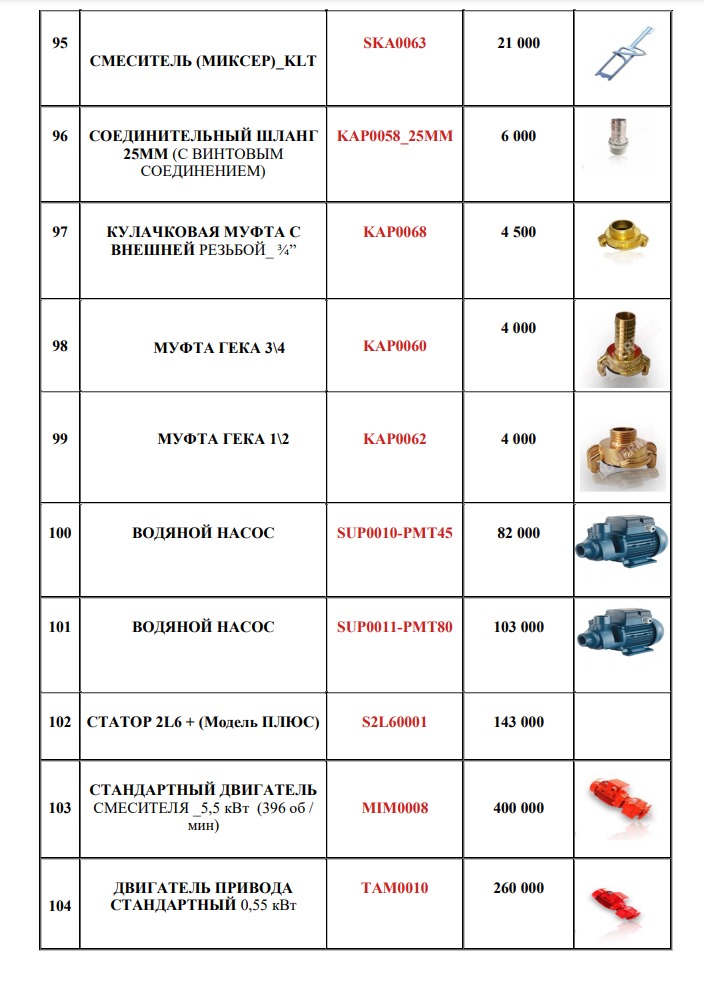 95
СМЕСИТЕЛЬ (МИКСЕР)_KLT
SKA0063
21 000
96
СОЕДИНИТЕЛЬНЫЙ ШЛАНГ
25ММ (С ВИНТОВЫМ
СОЕДИНЕНИЕМ)
KAP0058_25MM
6 000
97
КУЛАЧКОВАЯ МУФТА С
ВНЕШНЕЙ РЕЗЬБОЙ_ ¾”
KAP0068
4 500
98
МУФТА ГЕКА 3\4
KAP0060
4 000
99
МУФТА ГЕКА 1\2
KAP0062
4 000
100
ВОДЯНОЙ НАСОС
SUP0010-PMT45
82 000
101
ВОДЯНОЙ НАСОС
SUP0011-PMT80
103 000
102
СТАТОР 2L6 + (Модель ПЛЮС)
S2L60001
143 000
103
СТАНДАРТНЫЙ ДВИГАТЕЛЬ
СМЕСИТЕЛЯ _5,5 кВт (396 об /
мин)
MIM0008
400 000
104
ДВИГАТЕЛЬ ПРИВОДА
СТАНДАРТНЫЙ 0,55 кВт
TAM0010
260 000